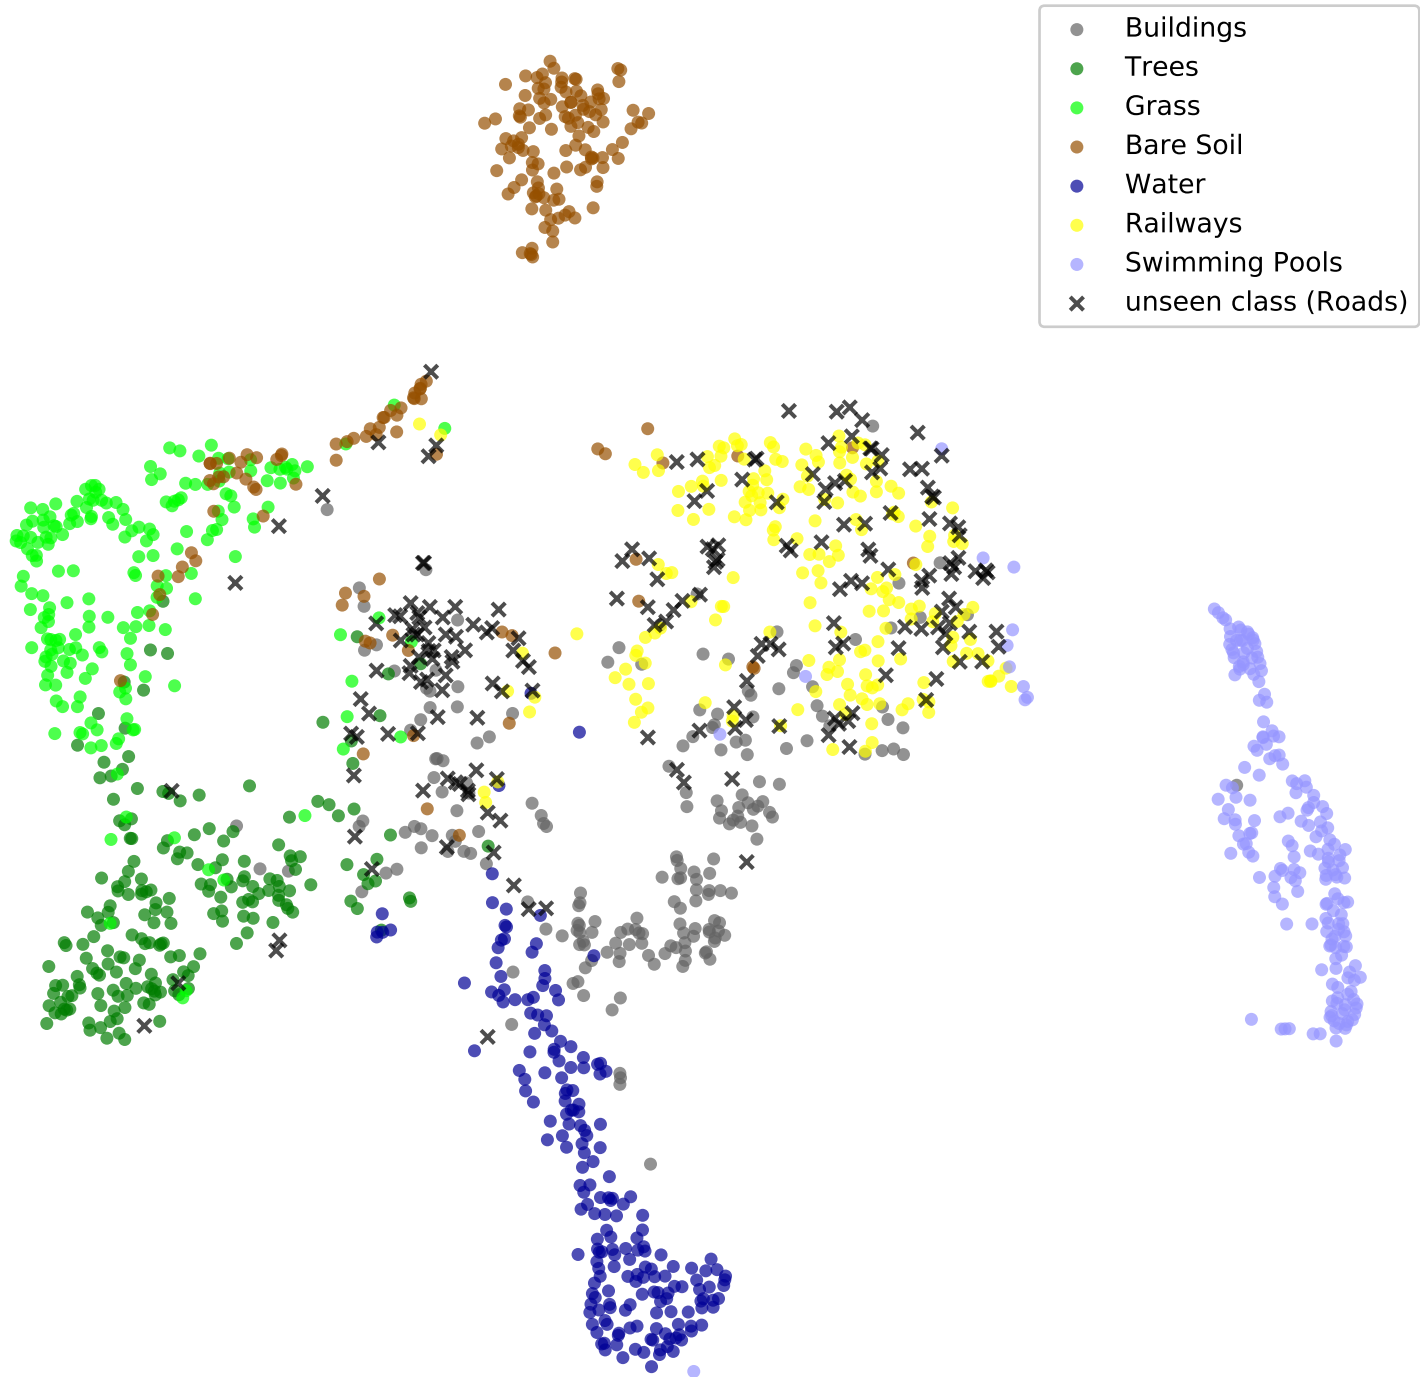 Buildings
Trees
Grass
Bare Soil
Water
Railways
Swimming Pools
unseen class (Roads)